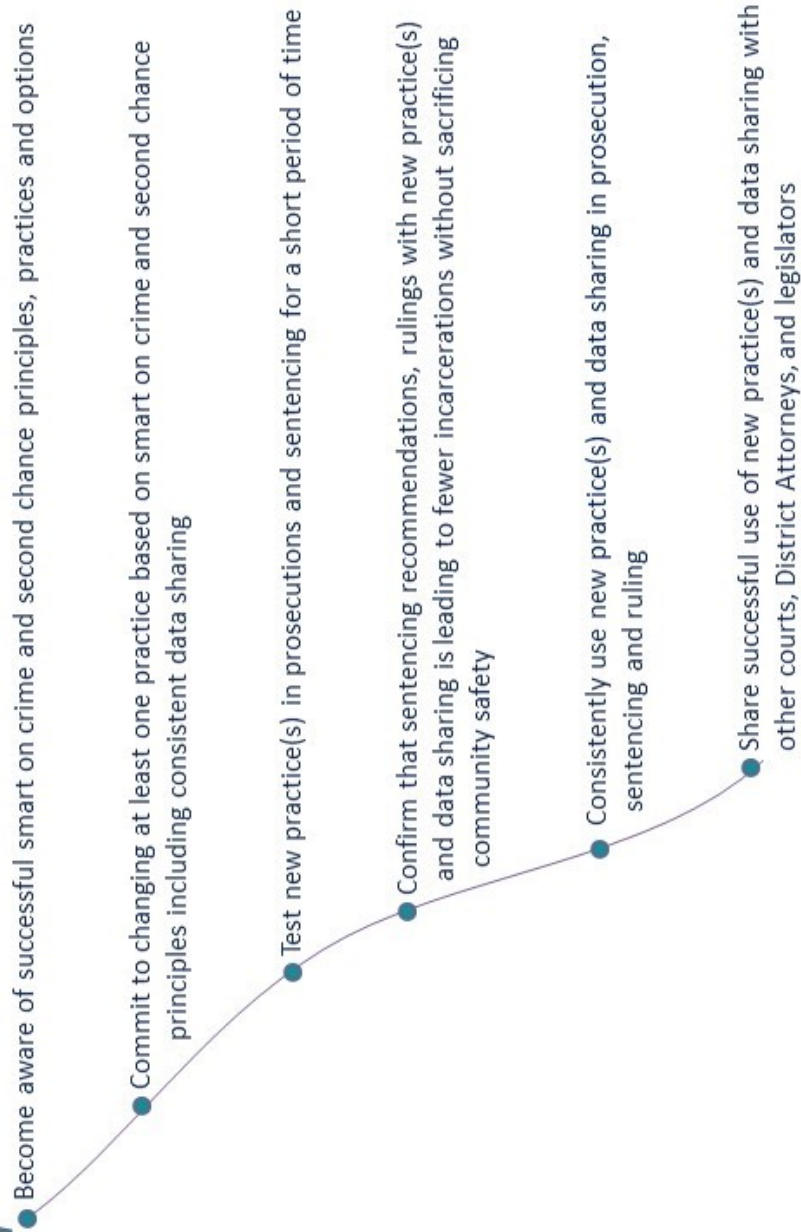 Become aware of successful smart on crime and second chance principles, practices and options
Commit to changing at least one practice based on smart on crime and second chance
principles including consistent data sharing
Test new practice(s) in prosecutions and sentencing for a short period of time
Confirm that sentencing recommendations, rulings with new practice(s)
and data sharing is leading to fewer incarcerations without sacrificing
community safety
Consistently use new practice(s) and data sharing in prosecution,
sentencing and ruling
Share successful use of new practice(s) and data sharing with
other courts, District Attorneys, and legislators